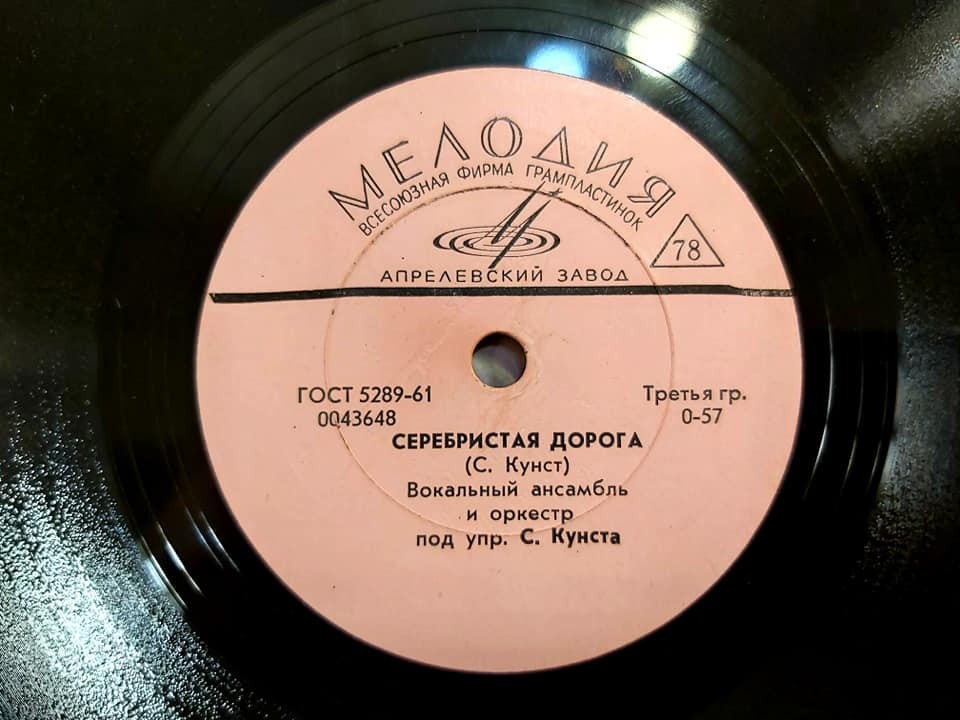 МЕЛОДИЯ
ВСЕСОЮЗНАЯ ФИРМА ГРАМПЛАСТИНОК
78
АПРЕЛЕВСКИЙ ЗАВОД
ГОСТ 5289-61
Третья гр.
0043648
0-57
СЕРЕБРИСТАЯ ДОРОГА
(С. Кунст)
Вокальный ансамбль
и оркестр
под упр. С. Кунста